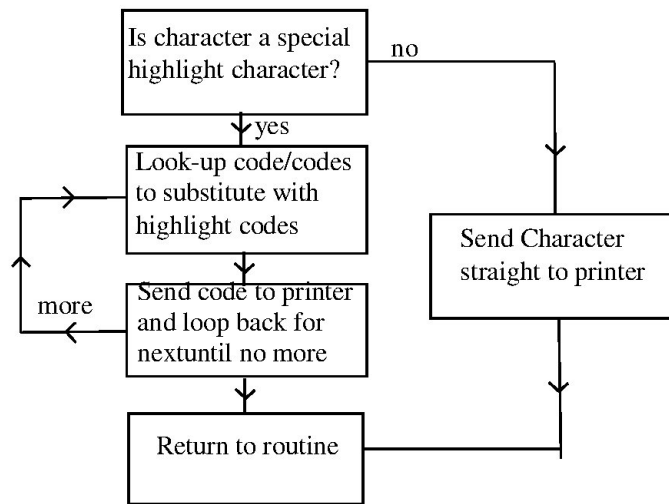 Is character a special
highlight character?
no
yes
Look-up code/codes
to substitute with
highlight codes
Send Character
straight to printer
more
Send code to printer
and loop back for
nextuntil no more
Return to routine